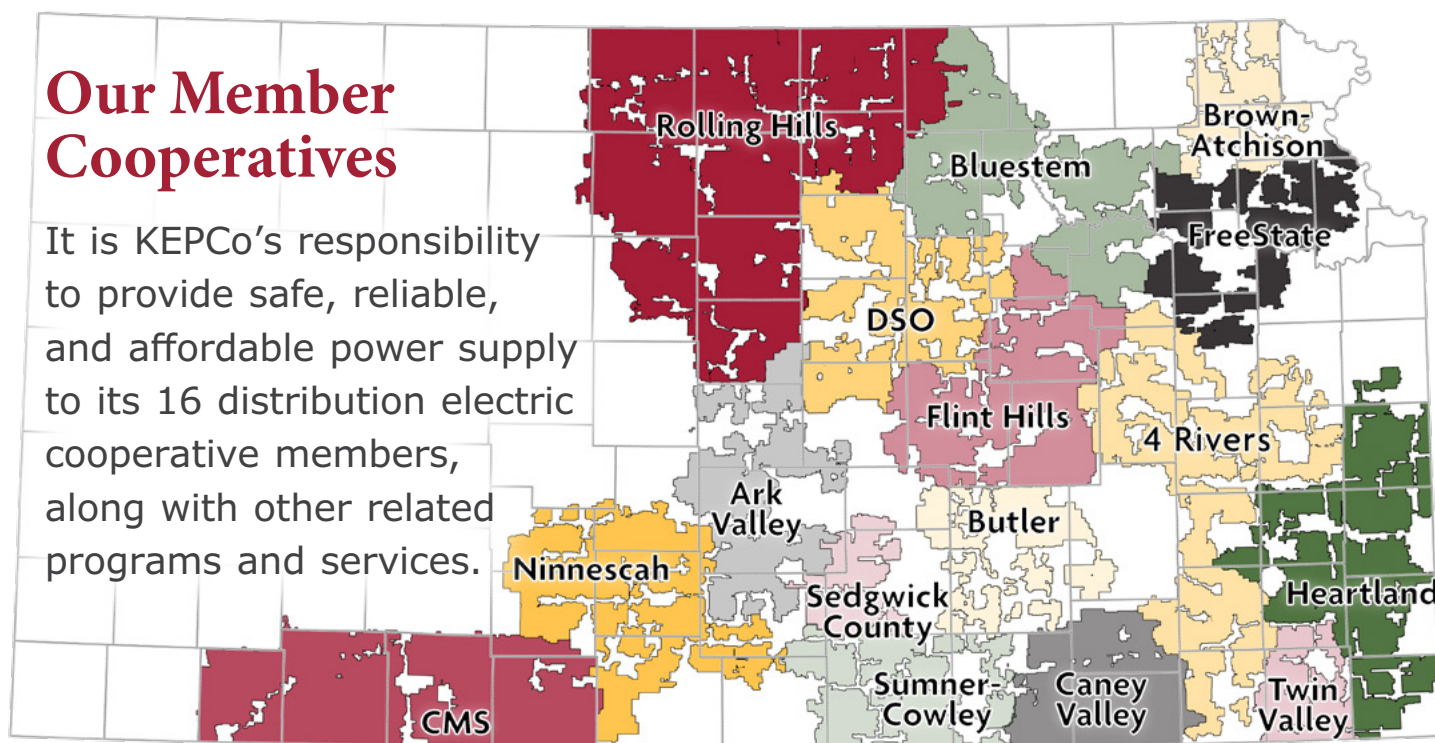 Our Member
Cooperatives
It is KEPCo’s responsibility
to provide safe, reliable,
and affordable power supply
to its 16 distribution electric
cooperative members,
along with other related
programs and services.
Rolling Hills
Brown-
Atchison
Bluestem
FreeState
DSO
Flint Hills
4 Rivers
Ark
Valley
Butler
Ninnescah
Sedgwick
County
Heartland
CMS
Sumner-
Cowley
Caney
Valley
Twin
Valley